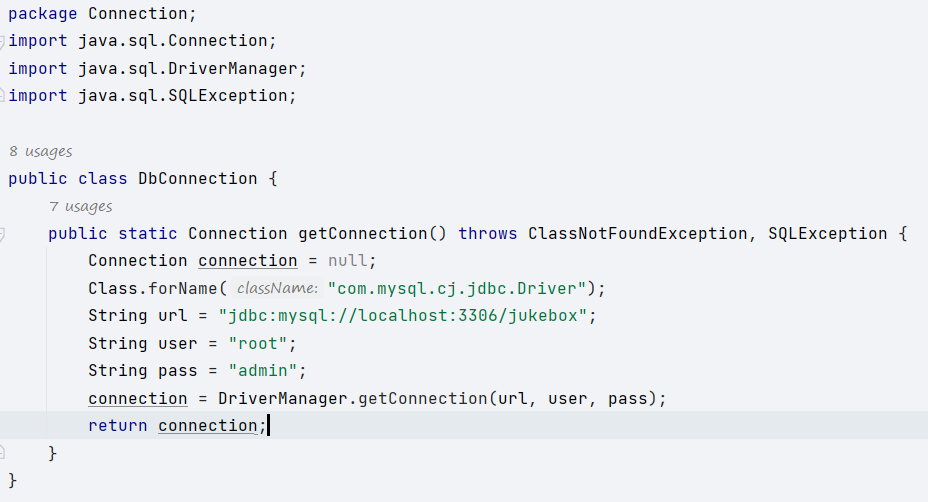 package Connection;
import java.sql.Connection;
import java.sql.DriverManager;
import java.sql.SQLException;
8 usages
public class DbConnection {
7 usages
public static Connection getConnection() throws ClassNotFoundException, SQLException {
Connection connection = null;
Class.forName( className: "com.mysql.cj.jdbc.Driver");
String url = "jdbc:mysql://localhost:3306/jukebox";
String user = "root";
String pass = "admin";
connection = DriverManager.getConnection(url, user, pass);
return connection;
}
}